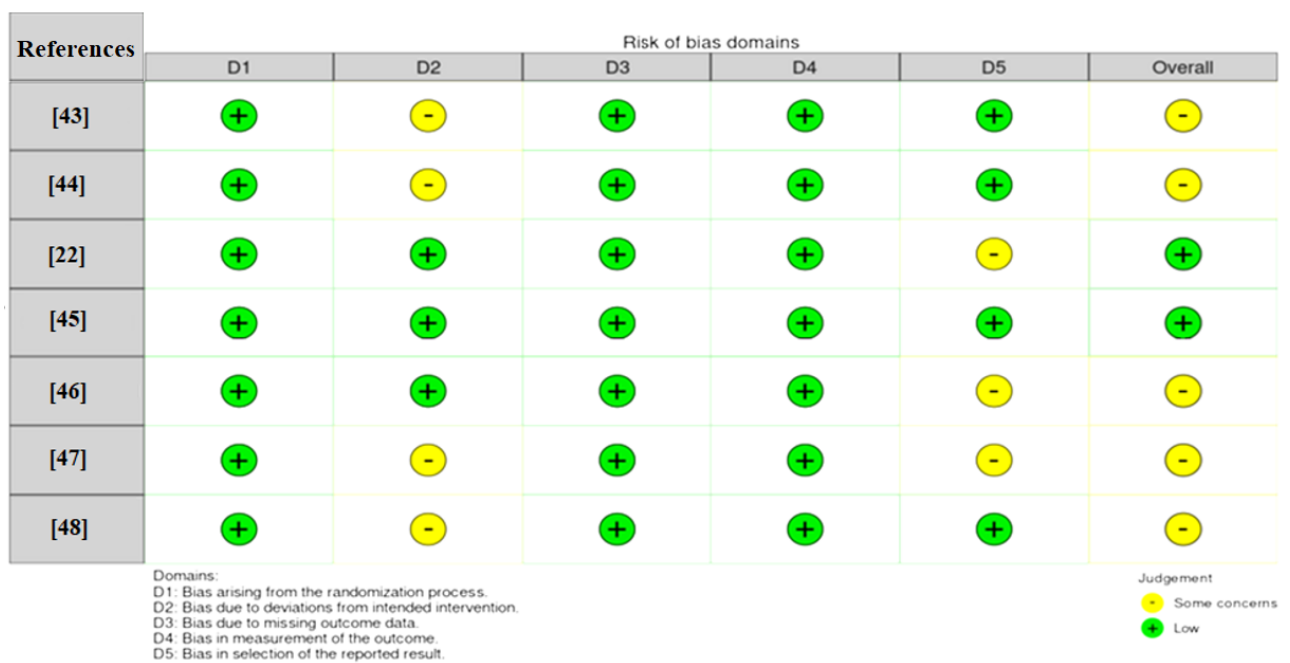 References
Risk of bias domains
D1 D2 D3 D4 D5 Overall
[43] + - + + + -
[44] + - + + + -
[22] + + + + - +
[45] + + + + + +
[46] + + + + - -
[47] + - + + - -
[48] + - + + + -
Domains:
D1: Bias arising from the randomization process.
D2: Bias due to deviations from intended intervention.
D3: Bias due to missing outcome data.
D4: Bias in measurement of the outcome.
D5: Bias in selection of the reported result.
Judgement
- Some concerns
+ Low